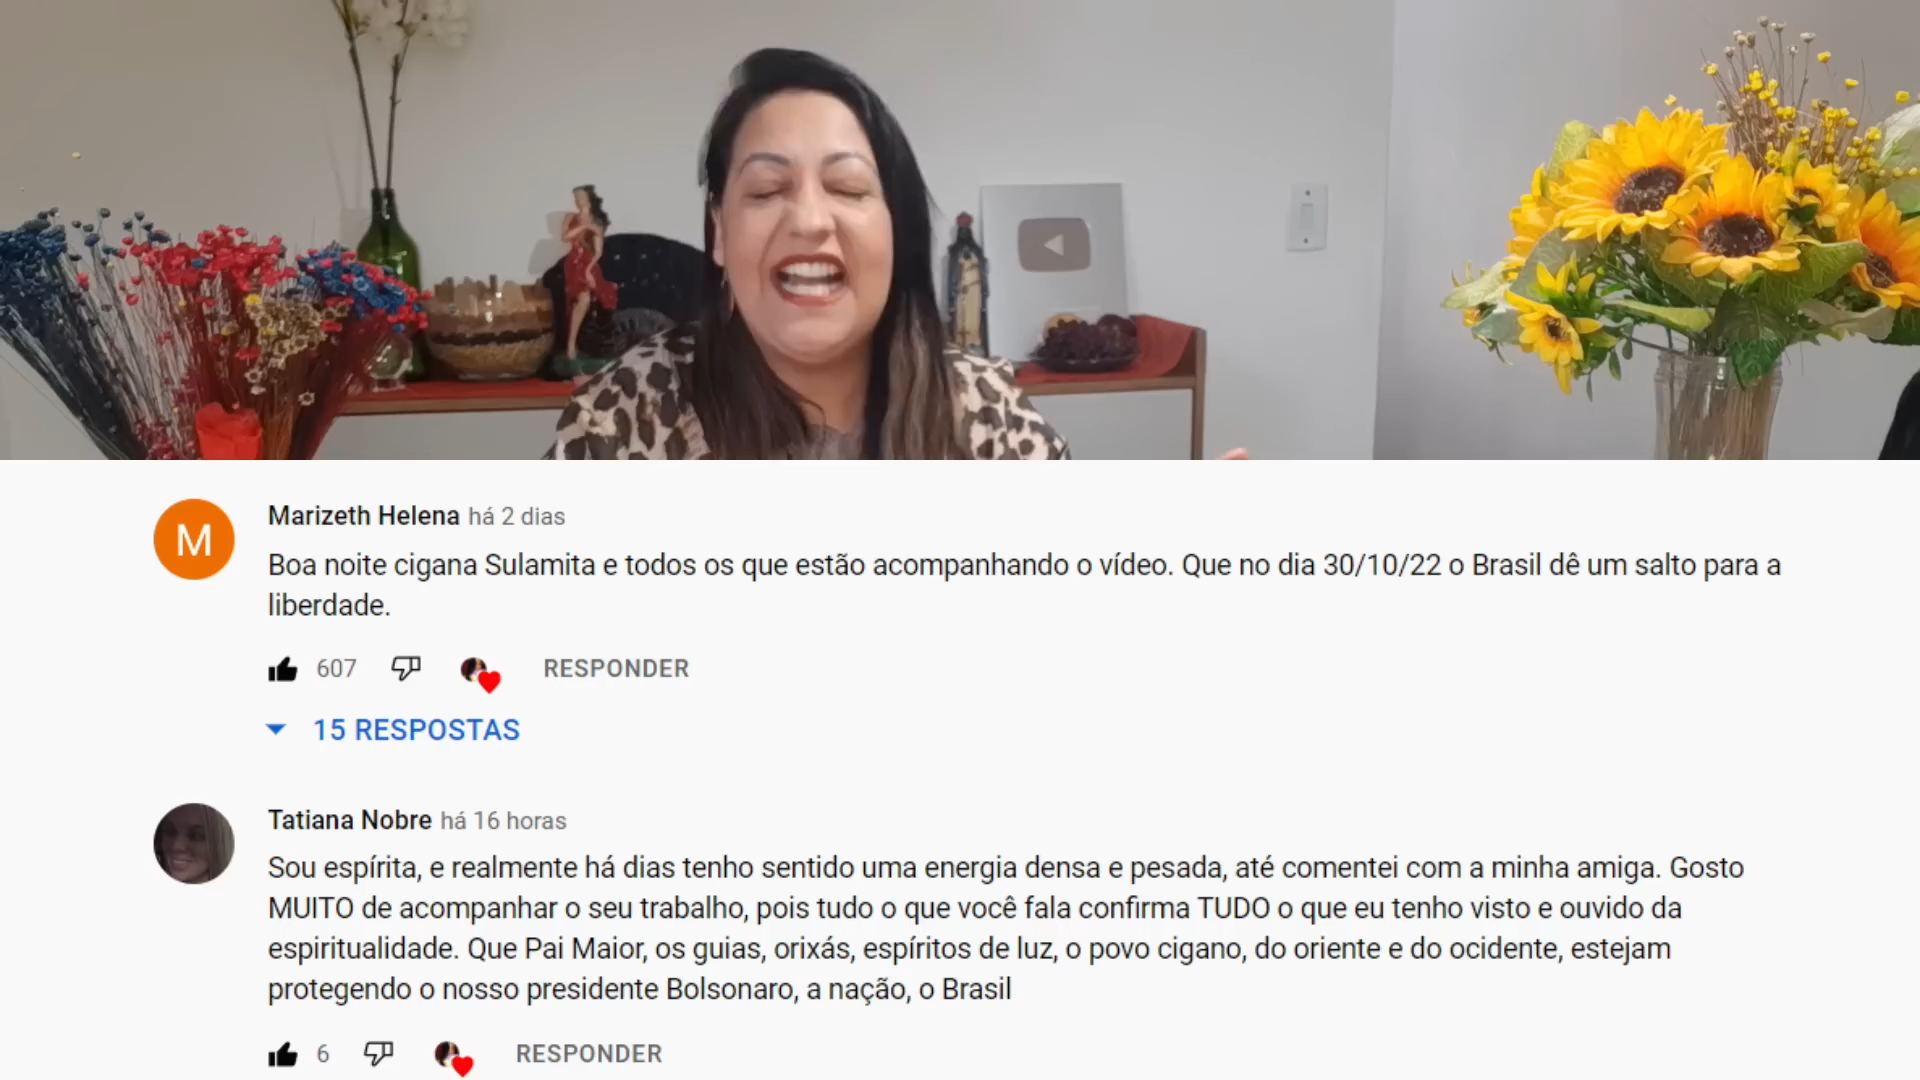 Marizeth Helena há 2 dias
Boa noite cigana Sulamita e todos os que estão acompanhando o vídeo. Que no dia 30/10/22 o Brasil dê um salto para a
liberdade.
607 RESPONDER
15 RESPOSTAS
Tatiana Nobre há 16 horas
Sou espírita, e realmente há dias tenho sentido uma energia densa e pesada, até comentei com a minha amiga. Gosto
MUITO de acompanhar o seu trabalho, pois tudo o que você fala confirma TUDO o que eu tenho visto e ouvido da
espiritualidade. Que Pai Maior, os guias, orixás, espíritos de luz, o povo cigano, do oriente e do ocidente, estejam
protegendo o nosso presidente Bolsonaro, a nação, o Brasil
6 RESPONDER